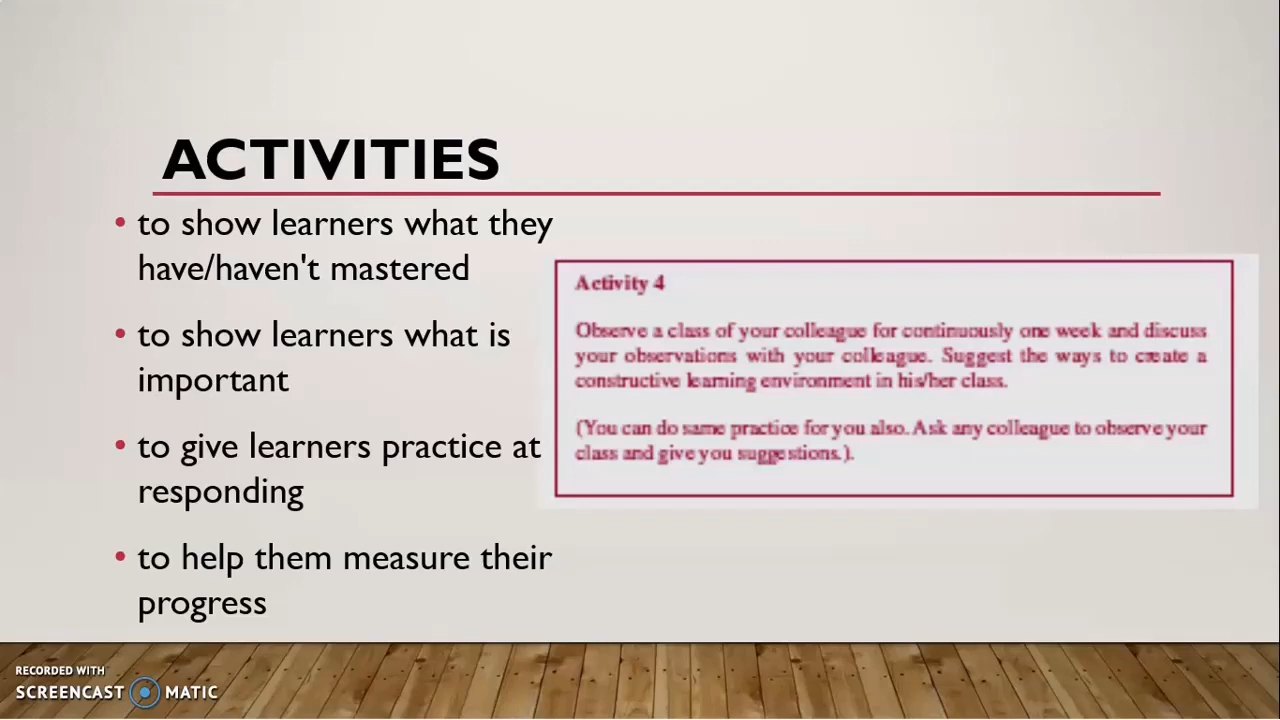 ACTIVITIES
• to show learners what they
have/haven't mastered
• to show learners what is
important
• to give learners practice at
responding
• to help them measure their
progress
Activity 4
Observe a class of your colleague for continuously one week and discuss
your observations with your colleague. Suggest the ways to create a
constructive learning environment in his/her class.
(You can do same practice for you also. Ask any colleague to observe your
class and give you suggestions.).
RECORDED WITH
SCREENCAST MATIC